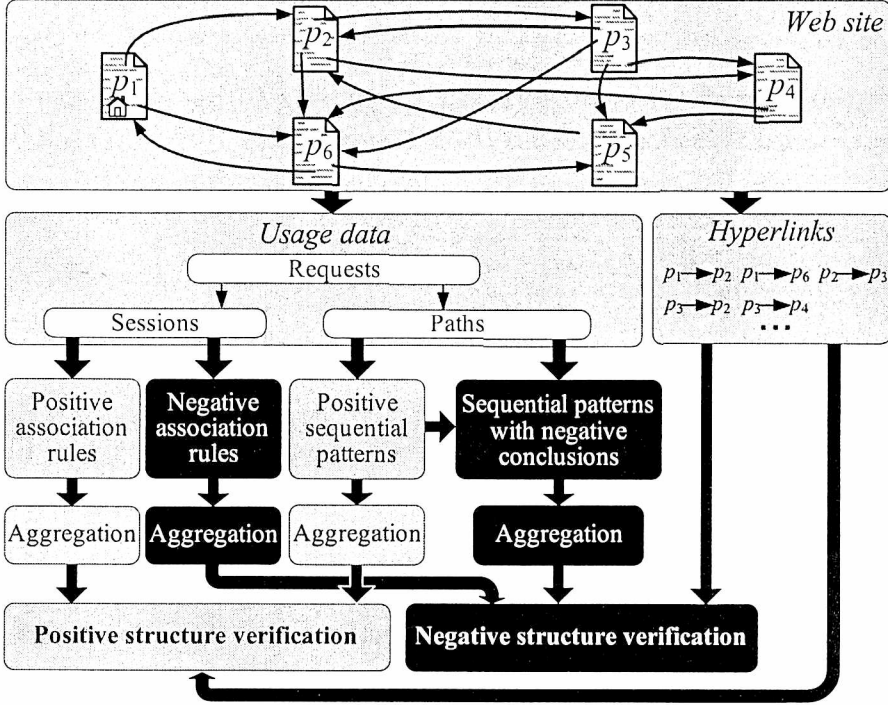 Web site
p2
p3
p1
p4
p6
p5
Usage data
Hyperlinks
Requests
p1→p2 p1→p6 p2→p3
p3→p2 p3→p4
...
Sessions
Paths
Positive
association
rules
Negative
association
rules
Positive
sequential
patterns
Sequential patterns
with negative
conclusions
Aggregation
Aggregation
Aggregation
Aggregation
Positive structure verification
Negative structure verification